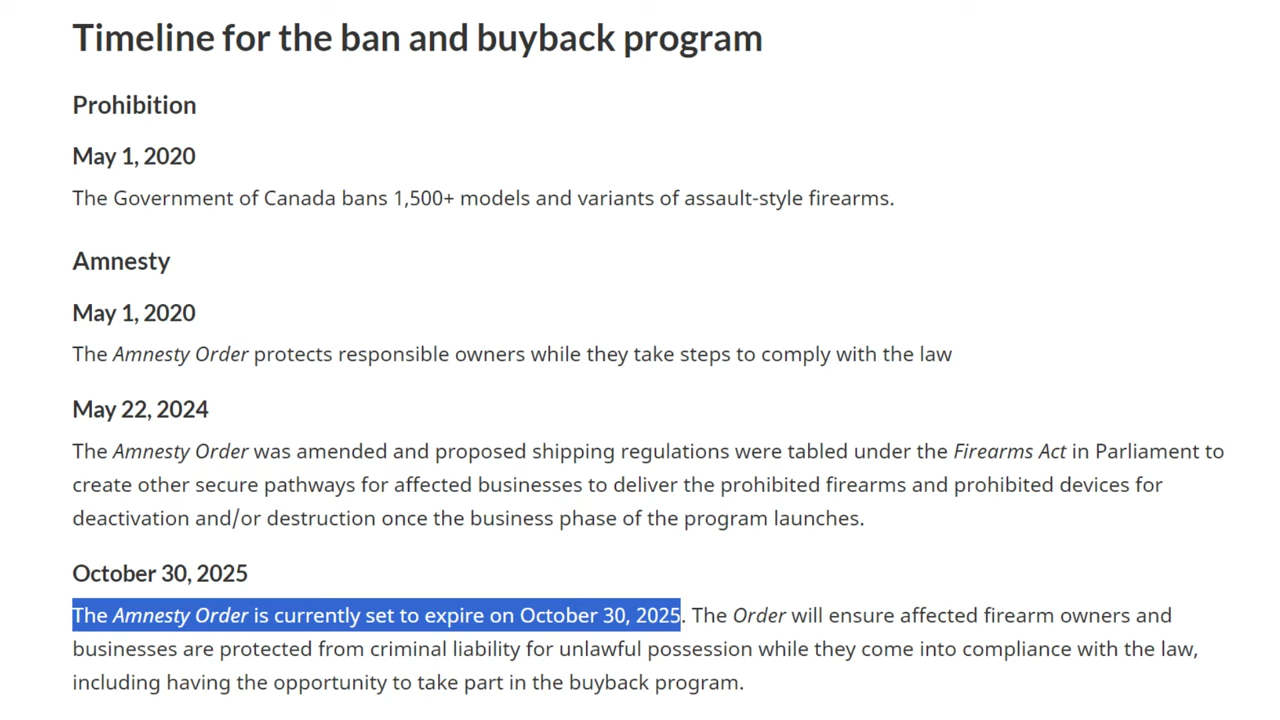 Timeline for the ban and buyback program
Prohibition
May 1, 2020
The Government of Canada bans 1,500+ models and variants of assault-style firearms.
Amnesty
May 1, 2020
The Amnesty Order protects responsible owners while they take steps to comply with the law
May 22, 2024
The Amnesty Order was amended and proposed shipping regulations were tabled under the Firearms Act in Parliament to
create other secure pathways for affected businesses to deliver the prohibited firearms and prohibited devices for
deactivation and/or destruction once the business phase of the program launches.
October 30, 2025
The Amnesty Order is currently set to expire on October 30, 2025. The Order will ensure affected firearm owners and
businesses are protected from criminal liability for unlawful possession while they come into compliance with the law,
including having the opportunity to take part in the buyback program.